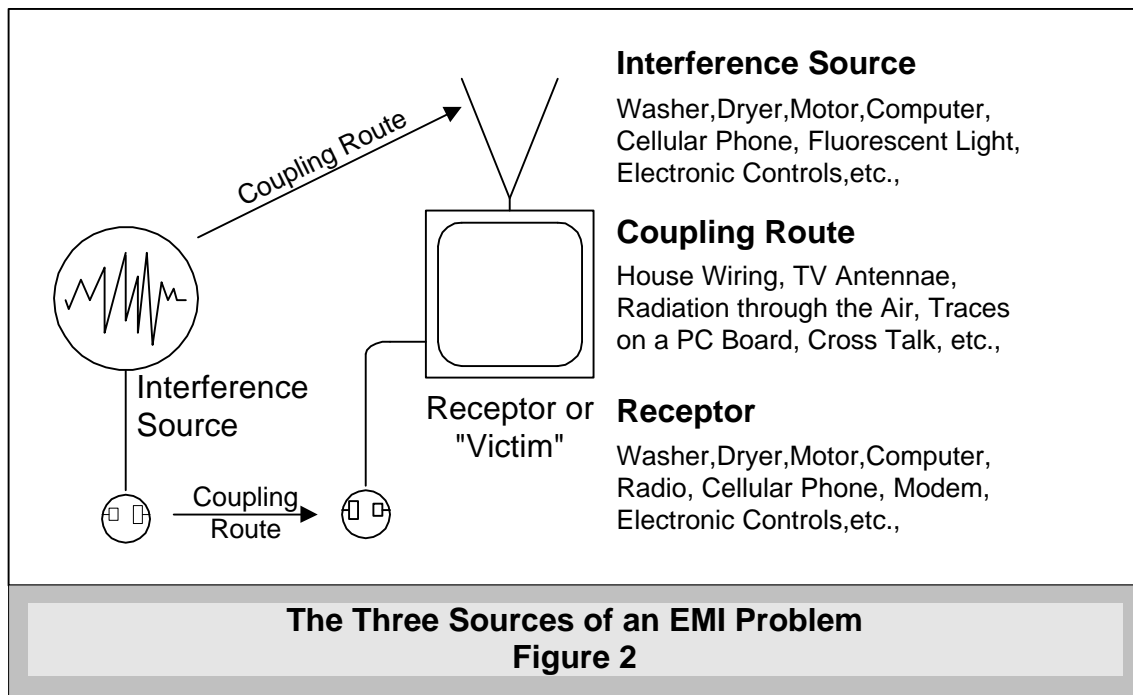 Coupling Route
Interference
Source
Coupling
Route
Receptor or
"Victim"
Interference Source
Washer,Dryer,Motor,Computer,
Cellular Phone, Fluorescent Light,
Electronic Controls,etc.,
Coupling Route
House Wiring, TV Antennae,
Radiation through the Air, Traces
on a PC Board, Cross Talk, etc.,
Receptor
Washer,Dryer,Motor,Computer,
Radio, Cellular Phone, Modem,
Electronic Controls,etc.,
The Three Sources of an EMI Problem
Figure 2